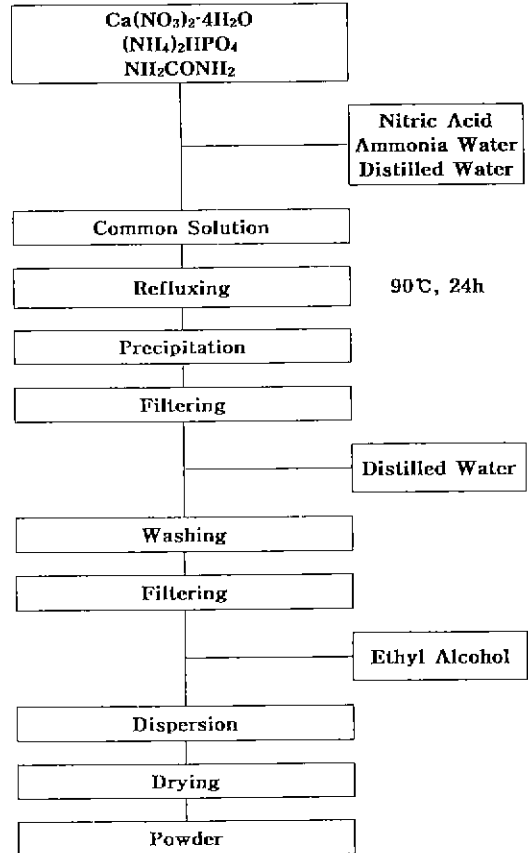 Ca(NO₃)₂·4H₂O
(NH₄)₂HPO₄
NH₂CONH₂
Nitric Acid
Ammonia Water
Distilled Water
Common Solution
Refluxing
90℃, 24h
Precipitation
Filtering
Distilled Water
Washing
Filtering
Ethyl Alcohol
Dispersion
Drying
Powder